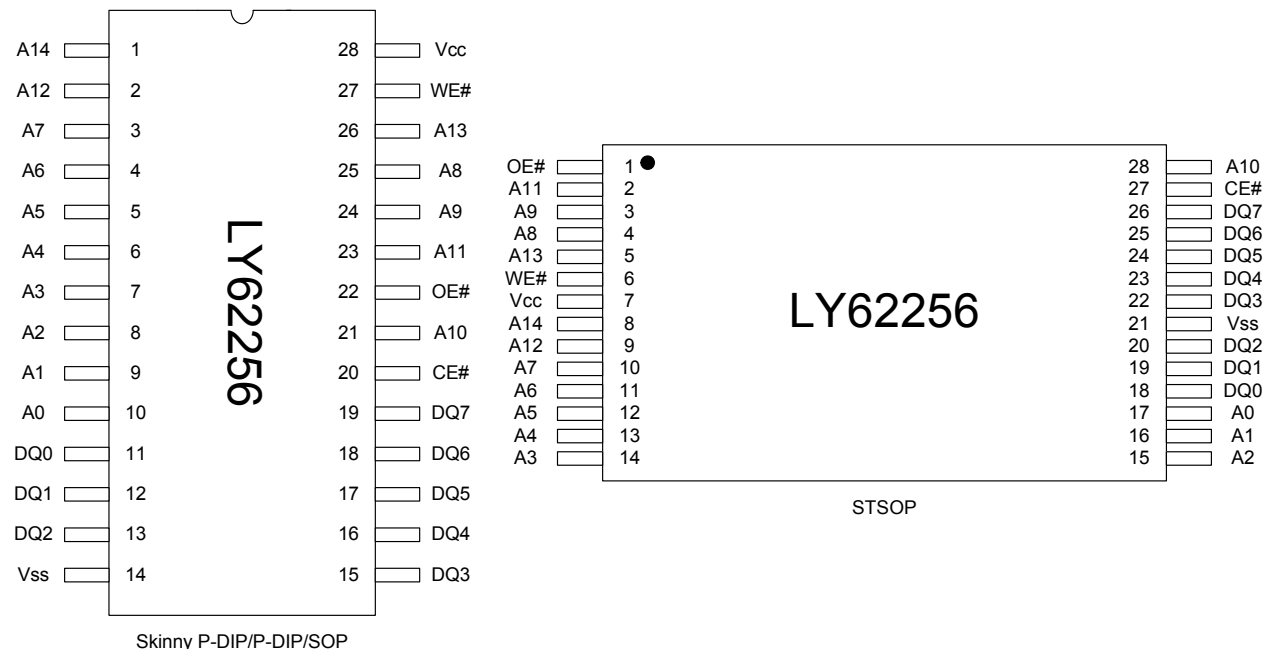 A14 1 28 Vcc
A12 2 27 WE#
A7 3 26 A13
A6 4 25 A8
A5 5 24 A9
A4 6 23 A11
A3 7 22 OE#
A2 8 21 A10
A1 9 20 CE#
A0 10 19 DQ7
DQ0 11 18 DQ6
DQ1 12 17 DQ5
DQ2 13 16 DQ4
Vss 14 15 DQ3
LY62256
Skinny P-DIP/P-DIP/SOP
OE# 1 28 A10
A11 2 27 CE#
A9 3 26 DQ7
A8 4 25 DQ6
A13 5 24 DQ5
WE# 6 23 DQ4
Vcc 7 22 DQ3
A14 8 21 Vss
A12 9 20 DQ2
A7 10 19 DQ1
A6 11 18 DQ0
A5 12 17 A0
A4 13 16 A1
A3 14 15 A2
LY62256
STSOP